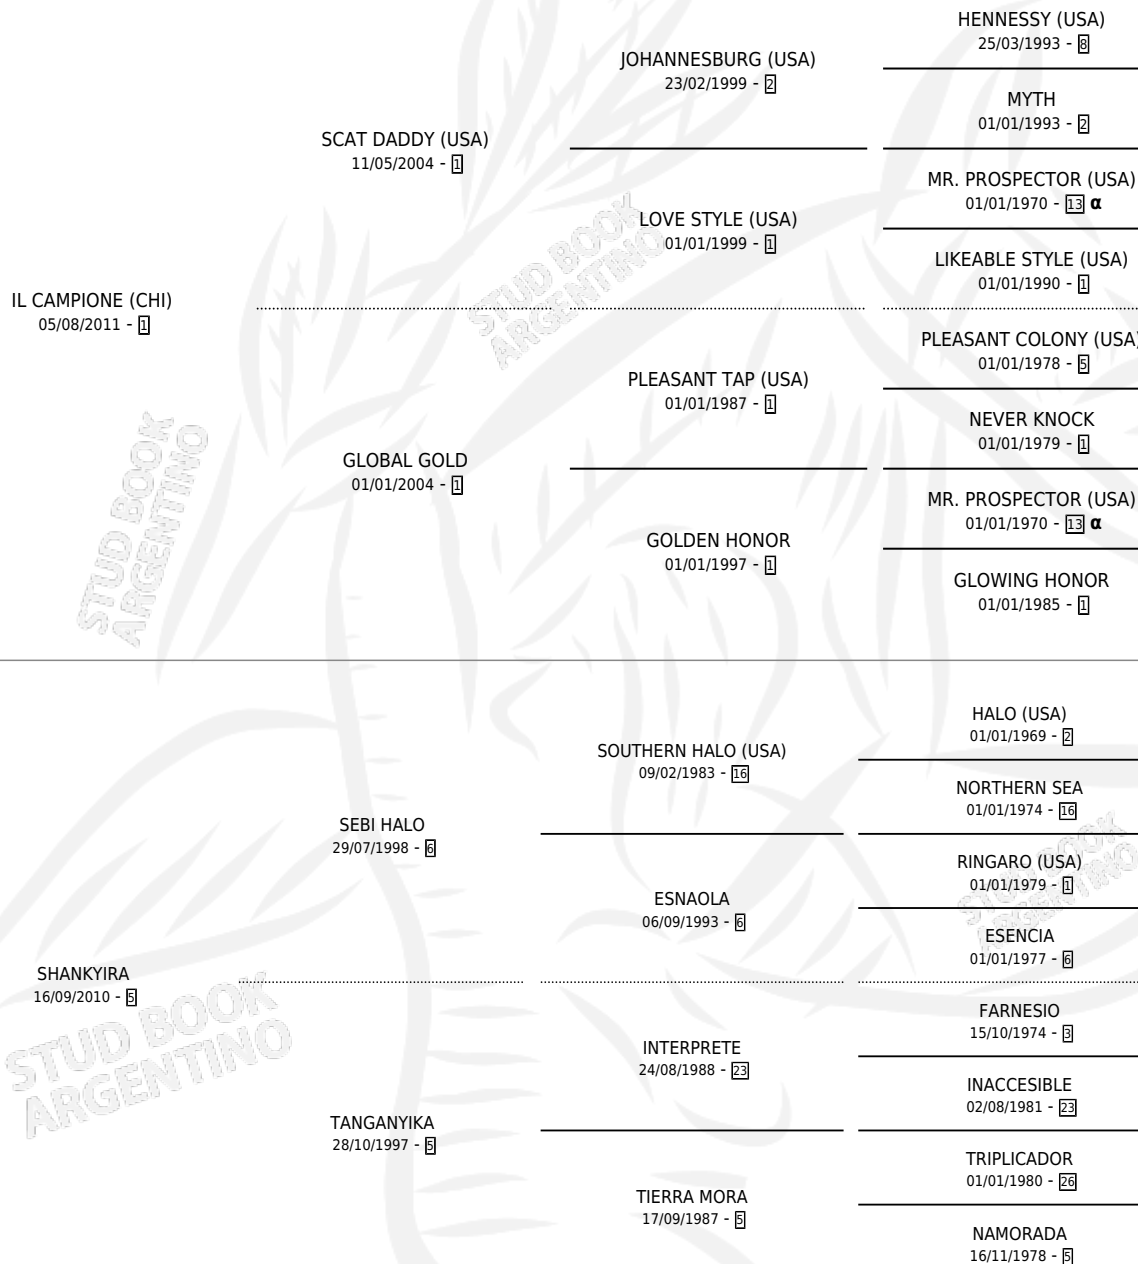 HENNESSY (USA)
25/03/1993 - 8
JOHANNESBURG (USA)
23/02/1999 - 2
MYTH
01/01/1993 - 2
SCAT DADDY (USA)
11/05/2004 - 1
MR. PROSPECTOR (USA)
01/01/1970 - 13 α
LOVE STYLE (USA)
01/01/1999 - 1
LIKEABLE STYLE (USA)
01/01/1990 - 1
STUD BOOK
ARGENTINO
IL CAMPIONE (CHI)
05/08/2011 - 1
PLEASANT COLONY (USA)
01/01/1978 - 5
PLEASANT TAP (USA)
01/01/1987 - 1
NEVER KNOCK
01/01/1979 - 1
GLOBAL GOLD
01/01/2004 - 1
MR. PROSPECTOR (USA)
01/01/1970 - 13 α
GOLDEN HONOR
01/01/1997 - 1
GLOWING HONOR
01/01/1985 - 1
STUD BOOK
ARGENTINO
HALO (USA)
01/01/1969 - 2
SOUTHERN HALO (USA)
09/02/1983 - 16
NORTHERN SEA
01/01/1974 - 16
SEBI HALO
29/07/1998 - 6
RINGARO (USA)
01/01/1979 - 1
ESNAOLA
06/09/1993 - 6
ESENCIA
01/01/1977 - 6
STUD BOOK
ARGENTINO
SHANKYIRA
16/09/2010 - 5
FARNESIO
15/10/1974 - 3
INTERPRETE
24/08/1988 - 23
INACCESIBLE
02/08/1981 - 23
STUD BOOK
ARGENTINO
TANGANYIKA
28/10/1997 - 5
TRIPLICADOR
01/01/1980 - 26
TIERRA MORA
17/09/1987 - 5
NAMORADA
16/11/1978 - 5